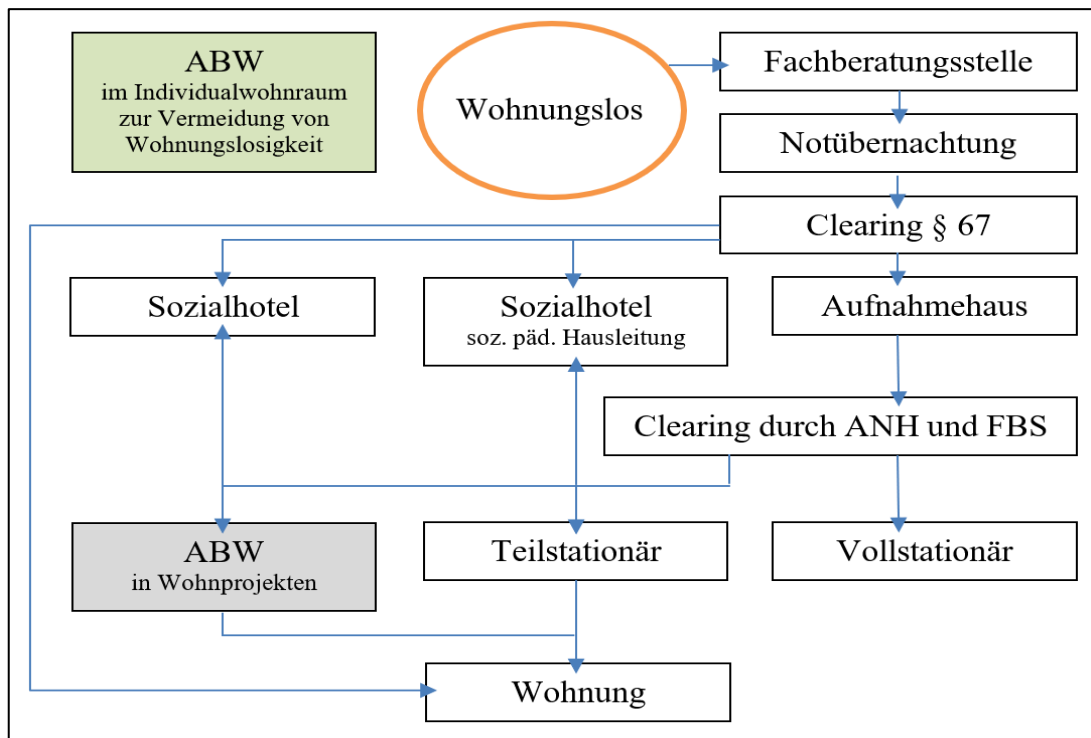 ABW
im Individualwohnraum
zur Vermeidung von
Wohnungslosigkeit
Wohnungslos
Fachberatungsstelle
Notübernachtung
Clearing § 67
Sozialhotel
Sozialhotel
soz. päd. Hausleitung
Aufnahmehaus
Clearing durch ANH und FBS
ABW
in Wohnprojekten
Teilstationär
Vollstationär
Wohnung